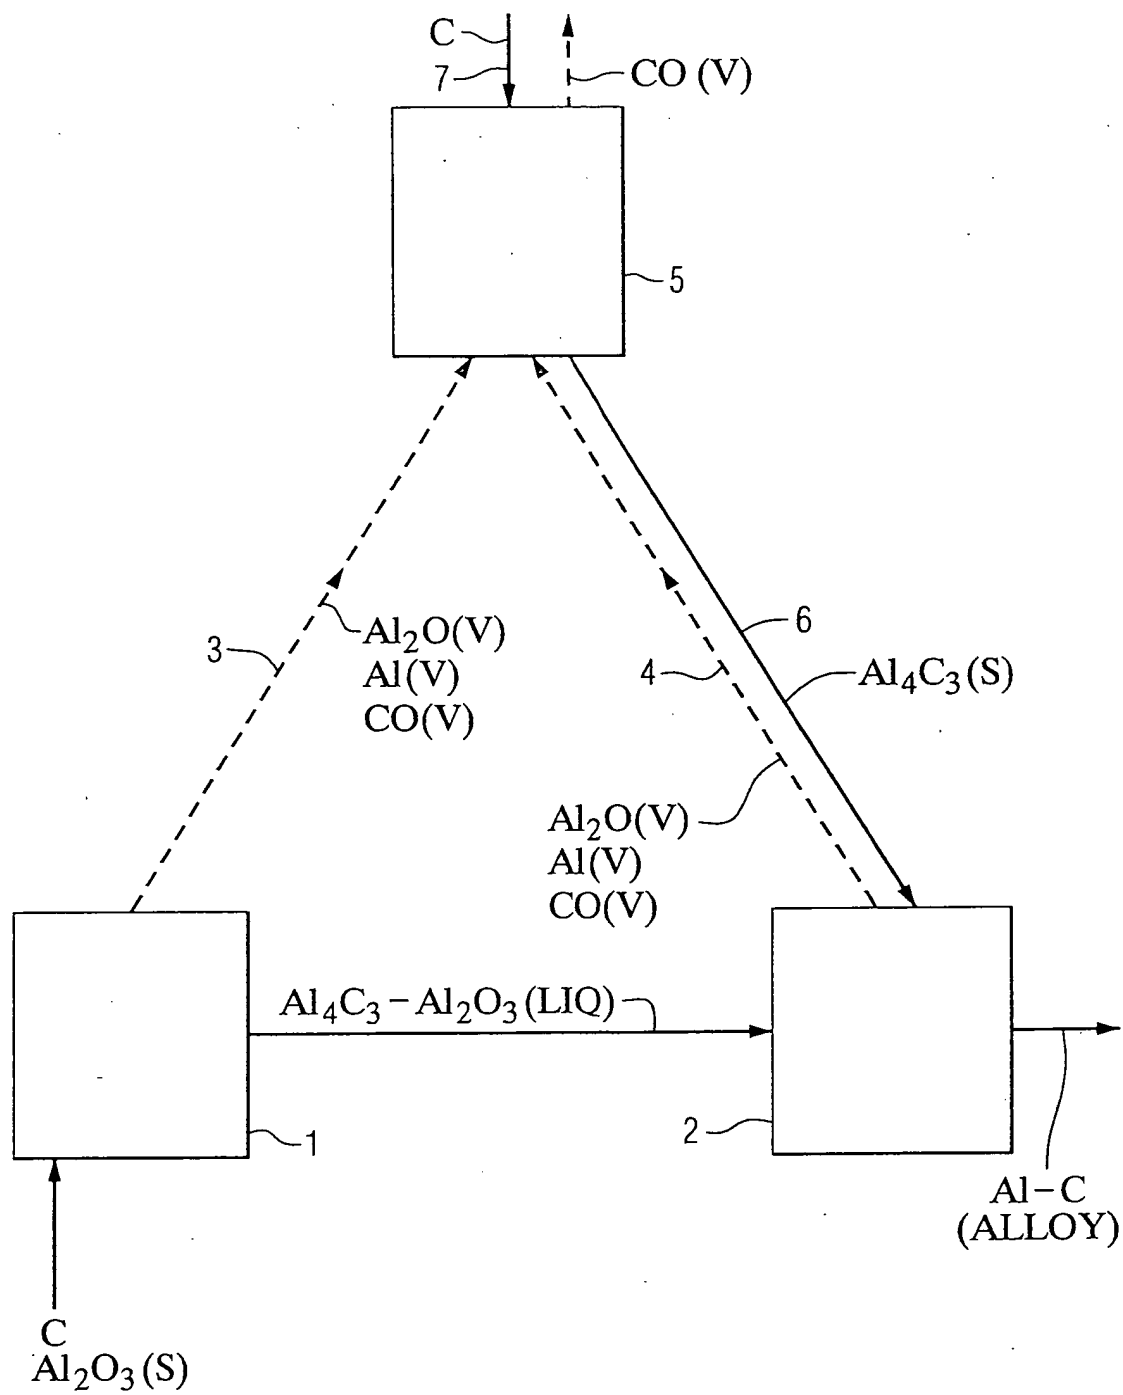 C
7
CO (V)
5
3
Al₂O(V)
Al(V)
CO(V)
6
4
Al₄C₃(S)
Al₂O(V)
Al(V)
CO(V)
Al₄C₃–Al₂O₃(LIQ)
1
2
Al–C
(ALLOY)
C
Al₂O₃(S)